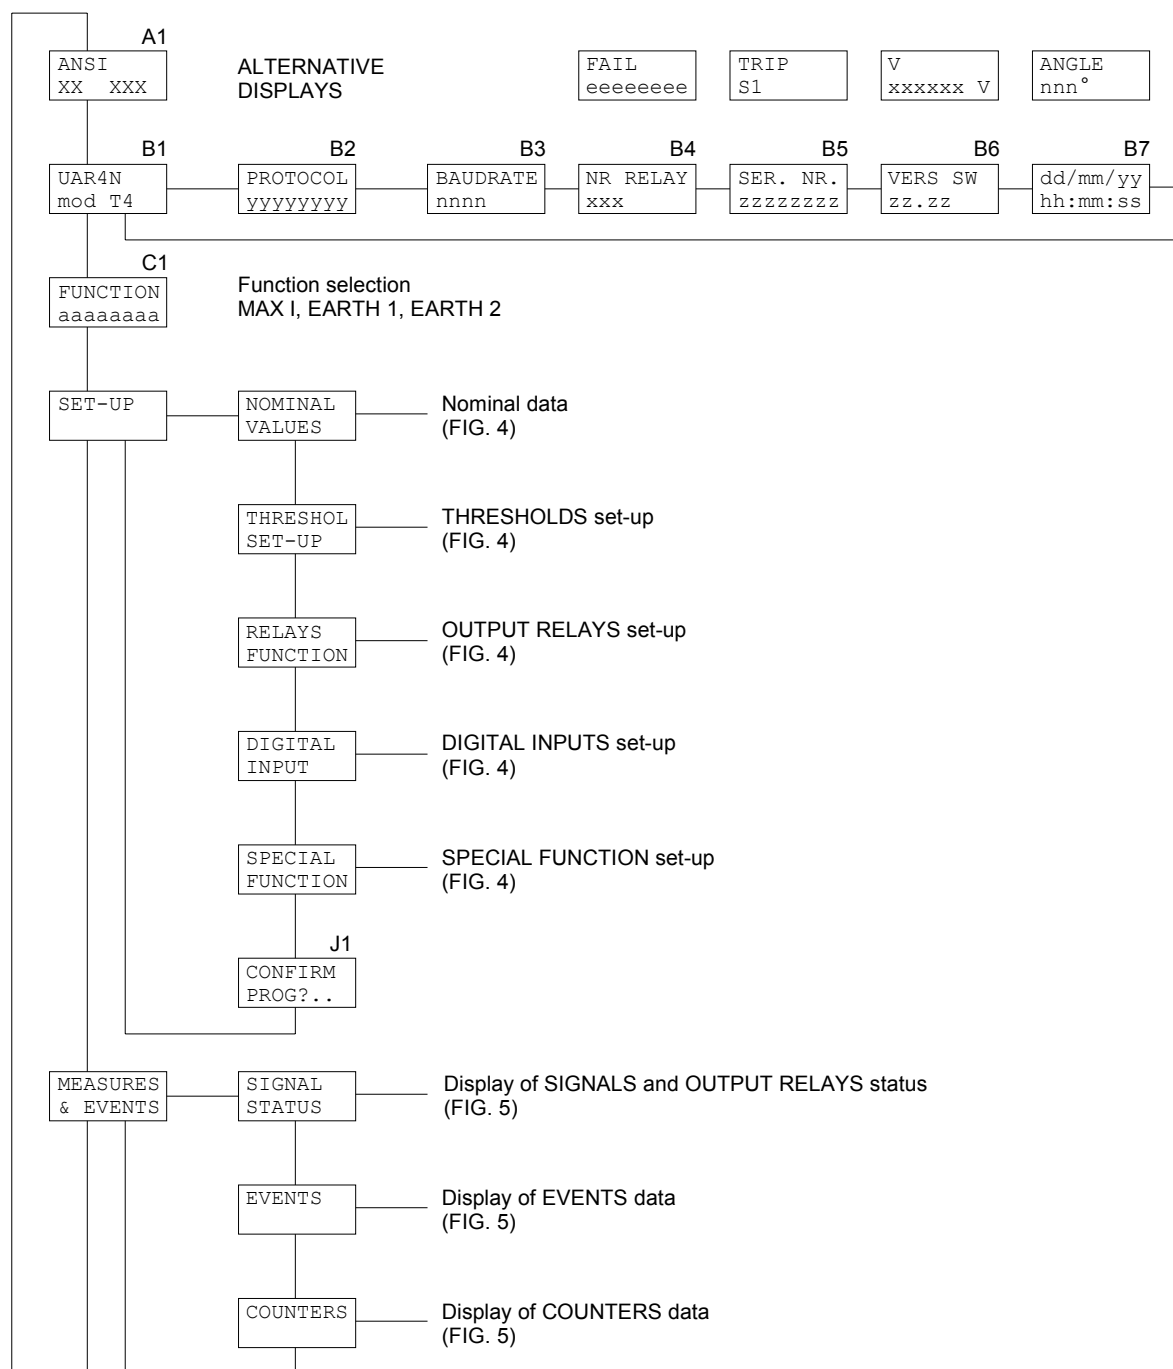 A1
ANSI
XX XXX
ALTERNATIVE
DISPLAYS
FAIL
eeeeeeee
TRIP
S1
V
xxxxxx V
ANGLE
nnn°
B1
UAR4N
mod T4
B2
PROTOCOL
yyyyyyyy
B3
BAUDRATE
nnnn
B4
NR RELAY
xxx
B5
SER. NR.
zzzzzzzz
B6
VERS SW
zz.zz
B7
dd/mm/yy
hh:mm:ss
C1
FUNCTION
aaaaaaaa
Function selection
MAX I, EARTH 1, EARTH 2
SET-UP
NOMINAL
VALUES
Nominal data
(FIG. 4)
THRESHOL
SET-UP
THRESHOLDS set-up
(FIG. 4)
RELAYS
FUNCTION
OUTPUT RELAYS set-up
(FIG. 4)
DIGITAL
INPUT
DIGITAL INPUTS set-up
(FIG. 4)
SPECIAL
FUNCTION
SPECIAL FUNCTION set-up
(FIG. 4)
J1
CONFIRM
PROG?..
MEASURES
& EVENTS
SIGNAL
STATUS
Display of SIGNALS and OUTPUT RELAYS status
(FIG. 5)
EVENTS
Display of EVENTS data
(FIG. 5)
COUNTERS
Display of COUNTERS data
(FIG. 5)